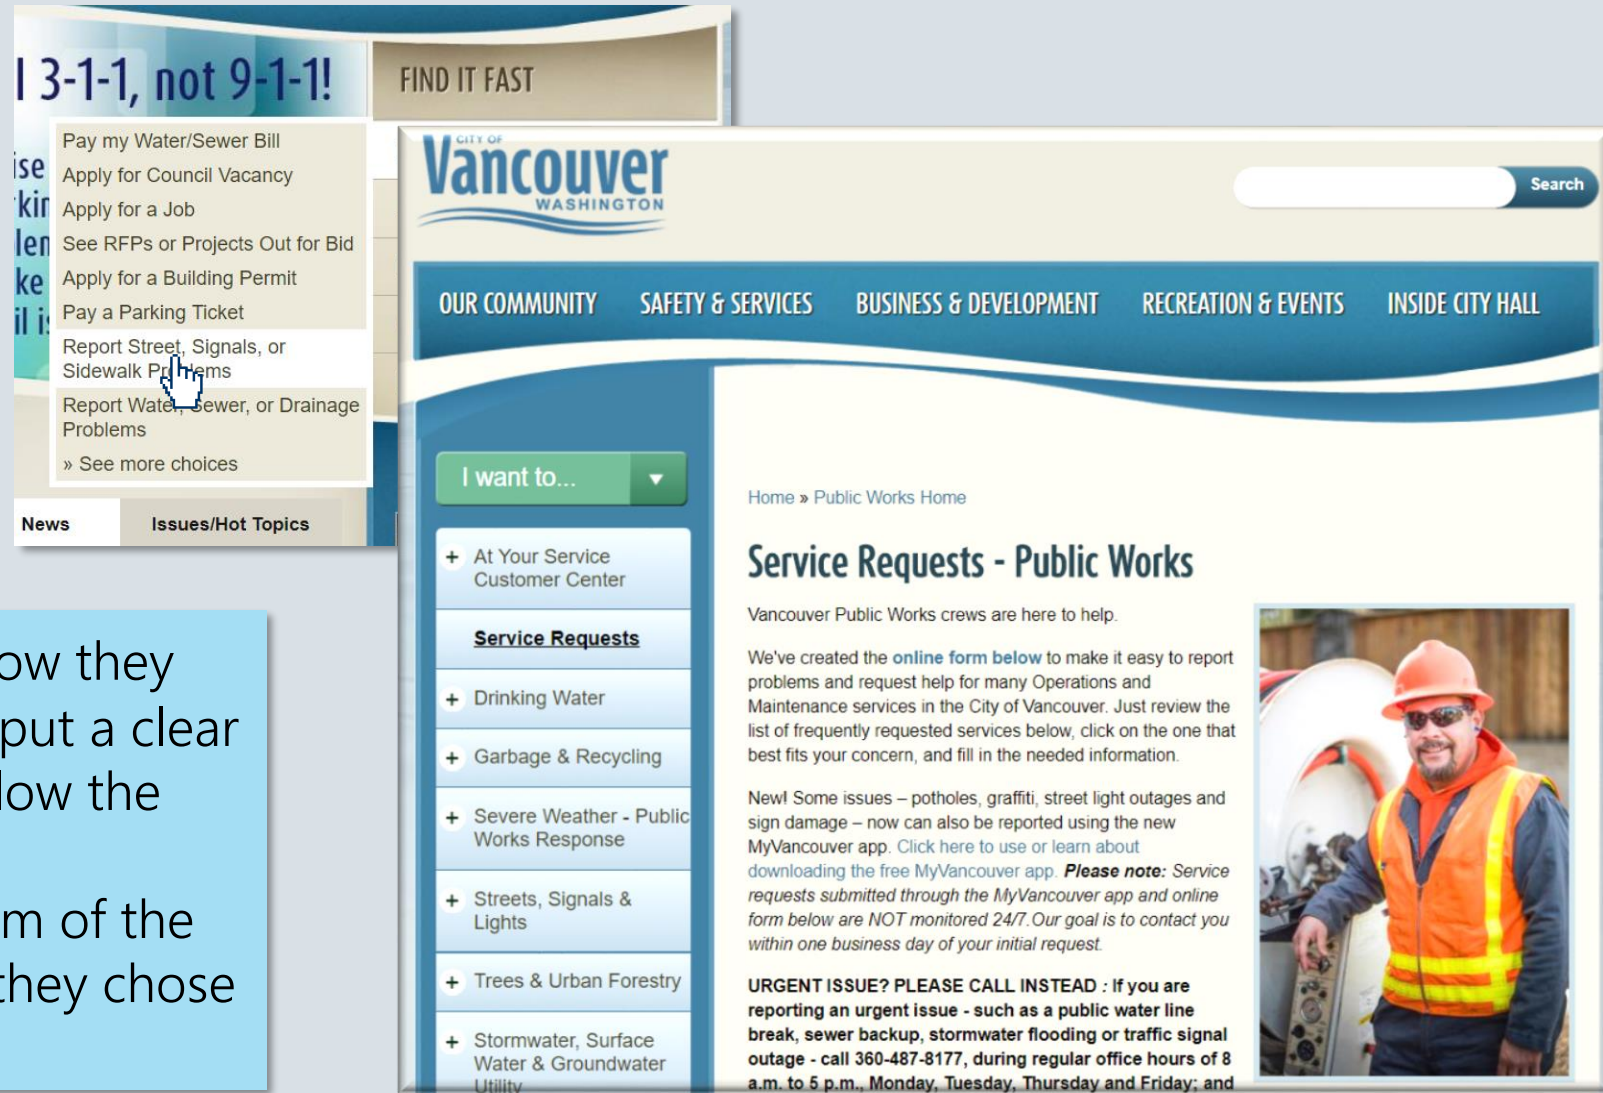 l 3-1-1, not 9-1-1!
FIND IT FAST
Pay my Water/Sewer Bill
Apply for Council Vacancy
Apply for a Job
See RFPs or Projects Out for Bid
Apply for a Building Permit
Pay a Parking Ticket
Report Street, Signals, or
Sidewalk Problems
Report Water, Sewer, or Drainage
Problems
» See more choices
News
Issues/Hot Topics
ow they
put a clear
low the
m of the
they chose
CITY OF
Vancouver
WASHINGTON
Search
OUR COMMUNITY
SAFETY & SERVICES
BUSINESS & DEVELOPMENT
RECREATION & EVENTS
INSIDE CITY HALL
I want to...
+ At Your Service
Customer Center
Service Requests
+ Drinking Water
+ Garbage & Recycling
+ Severe Weather - Public
Works Response
+ Streets, Signals &
Lights
+ Trees & Urban Forestry
+ Stormwater, Surface
Water & Groundwater
Utility
Home » Public Works Home
Service Requests - Public Works
Vancouver Public Works crews are here to help.
We've created the online form below to make it easy to report
problems and request help for many Operations and
Maintenance services in the City of Vancouver. Just review the
list of frequently requested services below, click on the one that
best fits your concern, and fill in the needed information.
New! Some issues – potholes, graffiti, street light outages and
sign damage – now can also be reported using the new
MyVancouver app. Click here to use or learn about
downloading the free MyVancouver app. Please note: Service
requests submitted through the MyVancouver app and online
form below are NOT monitored 24/7.Our goal is to contact you
within one business day of your initial request.
URGENT ISSUE? PLEASE CALL INSTEAD : If you are
reporting an urgent issue - such as a public water line
break, sewer backup, stormwater flooding or traffic signal
outage - call 360-487-8177, during regular office hours of 8
a.m. to 5 p.m., Monday, Tuesday, Thursday and Friday; and